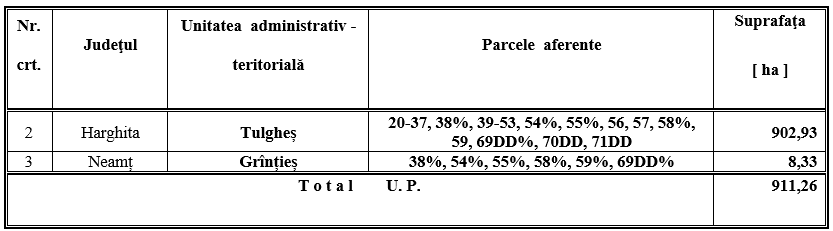 Nr. crt. Județul Unitatea administrativ - teritorială Parcele aferente Suprafața [ ha ]
2 Harghita Tulgheș 20-37, 38%, 39-53, 54%, 55%, 56, 57, 58%,
59, 69DD%, 70DD, 71DD 902,93
3 Neamț Grințieș 38%, 54%, 55%, 58%, 59%, 69DD% 8,33
T o t a l U. P. 911,26